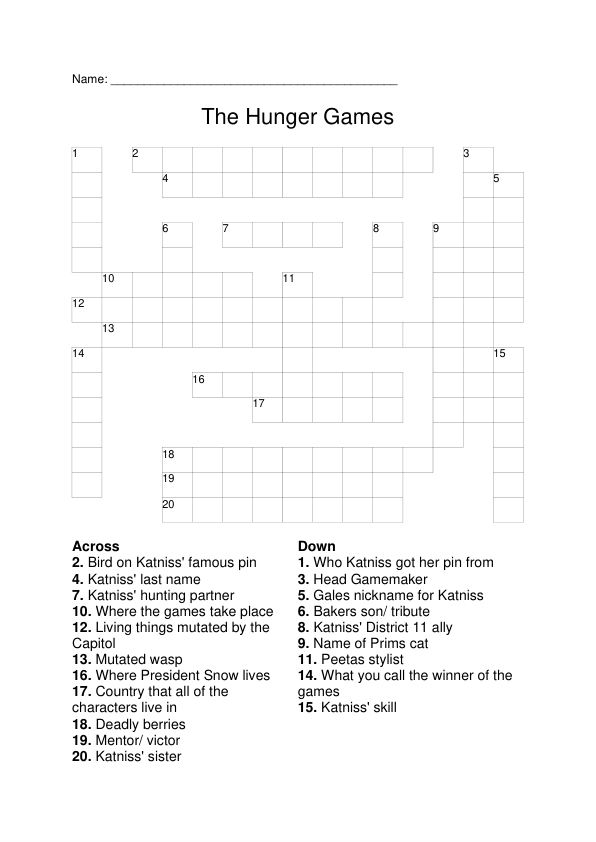 Name: ___________________________________________
The Hunger Games
1 2 3
4 5
6 7 8 9
10 11
12
13
14 15
16
17
18
19
20
Across
2. Bird on Katniss' famous pin
4. Katniss' last name
7. Katniss' hunting partner
10. Where the games take place
12. Living things mutated by the
Capitol
13. Mutated wasp
16. Where President Snow lives
17. Country that all of the
characters live in
18. Deadly berries
19. Mentor/ victor
20. Katniss' sister
Down
1. Who Katniss got her pin from
3. Head Gamemaker
5. Gales nickname for Katniss
6. Bakers son/ tribute
8. Katniss' District 11 ally
9. Name of Prims cat
11. Peetas stylist
14. What you call the winner of the
games
15. Katniss' skill